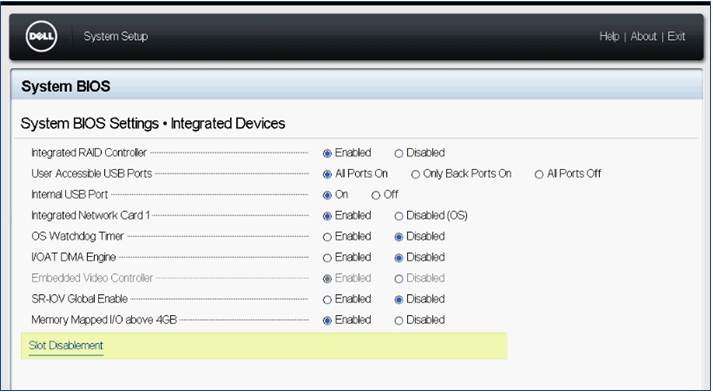 DELL
System Setup
Help | About | Exit
System BIOS
System BIOS Settings • Integrated Devices
Integrated RAID Controller Enabled Disabled
User Accessible USB Ports All Ports On Only Back Ports On All Ports Off
Internal USB Port On Off
Integrated Network Card 1 Enabled Disabled (OS)
OS Watchdog Timer Enabled Disabled
I/OAT DMA Engine Enabled Disabled
Embedded Video Controller Enabled Disabled
SR-IOV Global Enable Enabled Disabled
Memory Mapped I/O above 4GB Enabled Disabled
Slot Disablement